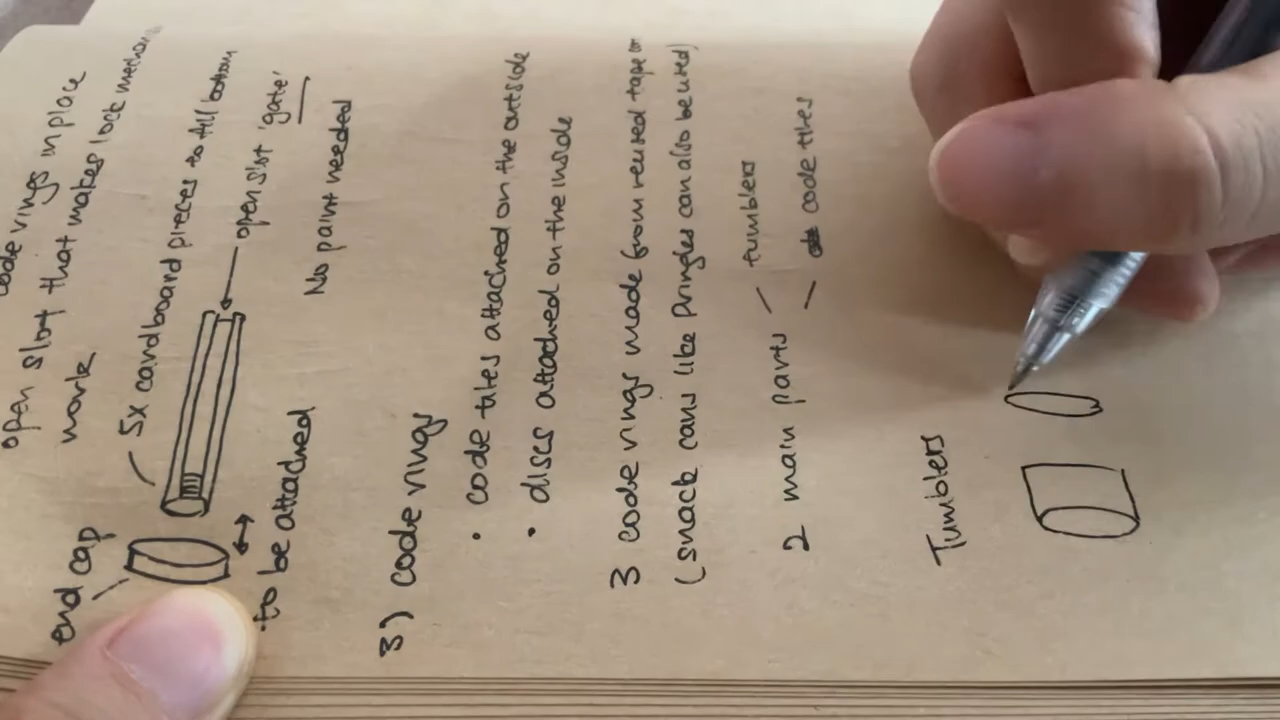 code rings in place
open slot that makes lock
work
5x cardboard pieces to fill bottom
open slot 'gate'
No paint needed
end cap
to be attached
3) code rings
• code tiles attached on the outside
• discs attached on the inside
3 code rings made from reused tape or
(snack cans like Pringles can also be used)
2 main parts - tumblers
- code tiles
Tumblers